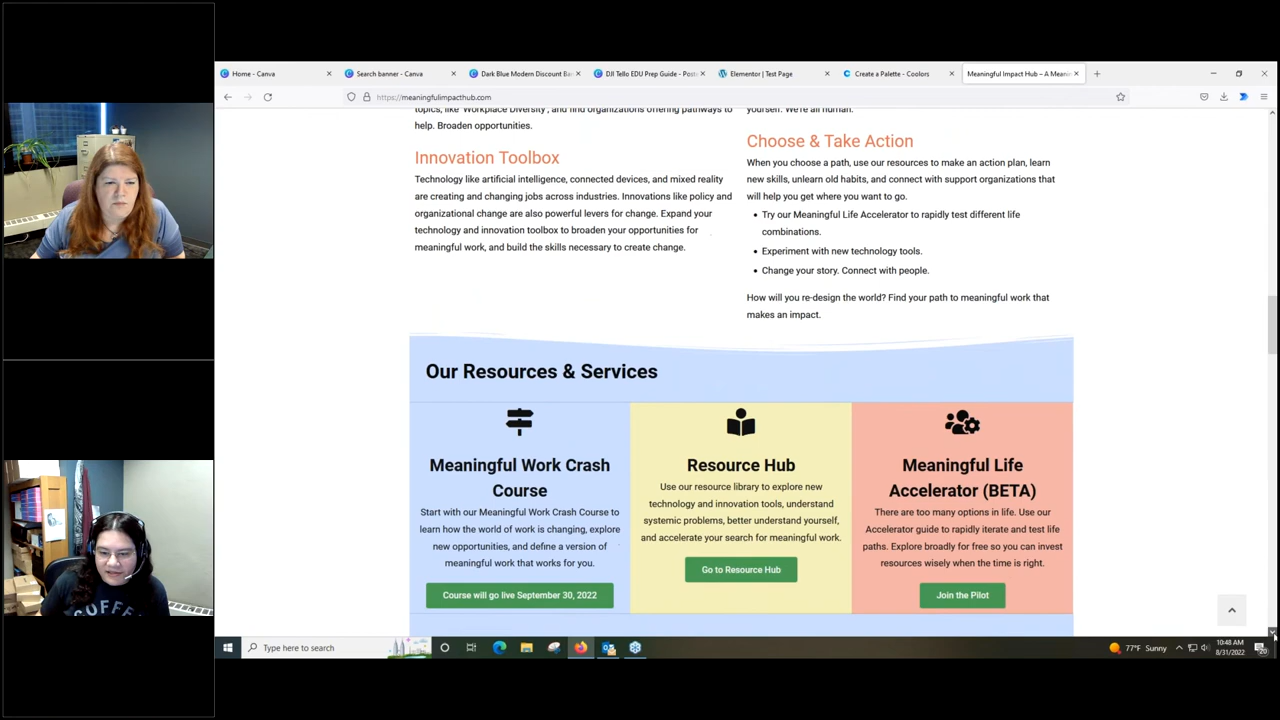 Home - Canva
Search banner - Canva
Dark Blue Modern Discount Ba
DJI Tello EDU Prep Guide - Post
Elementor | Test Page
Create a Palette - Coolors
Meaningful Impact Hub – A Meani
https://meaningfulimpacthub.com
topics, like 'Workplace Diversity', and find organizations offering pathways to
help. Broaden opportunities.
Innovation Toolbox
Technology like artificial intelligence, connected devices, and mixed reality
are creating and changing jobs across industries. Innovations like policy and
organizational change are also powerful levers for change. Expand your
technology and innovation toolbox to broaden your opportunities for
meaningful work, and build the skills necessary to create change.
yourself. We're all human.
Choose & Take Action
When you choose a path, use our resources to make an action plan, learn
new skills, unlearn old habits, and connect with support organizations that
will help you get where you want to go.
• Try our Meaningful Life Accelerator to rapidly test different life
combinations.
• Experiment with new technology tools.
• Change your story. Connect with people.
How will you re-design the world? Find your path to meaningful work that
makes an impact.
Our Resources & Services
Meaningful Work Crash
Course
Start with our Meaningful Work Crash Course to
learn how the world of work is changing, explore
new opportunities, and define a version of
meaningful work that works for you.
Course will go live September 30, 2022
Resource Hub
Use our resource library to explore new
technology and innovation tools, understand
systemic problems, better understand yourself,
and accelerate your search for meaningful work.
Go to Resource Hub
Meaningful Life
Accelerator (BETA)
There are too many options in life. Use our
Accelerator guide to rapidly iterate and test life
paths. Explore broadly for free so you can invest
resources wisely when the time is right.
Join the Pilot
Type here to search
77°F Sunny
10:48 AM
8/31/2022
20
COFFEE